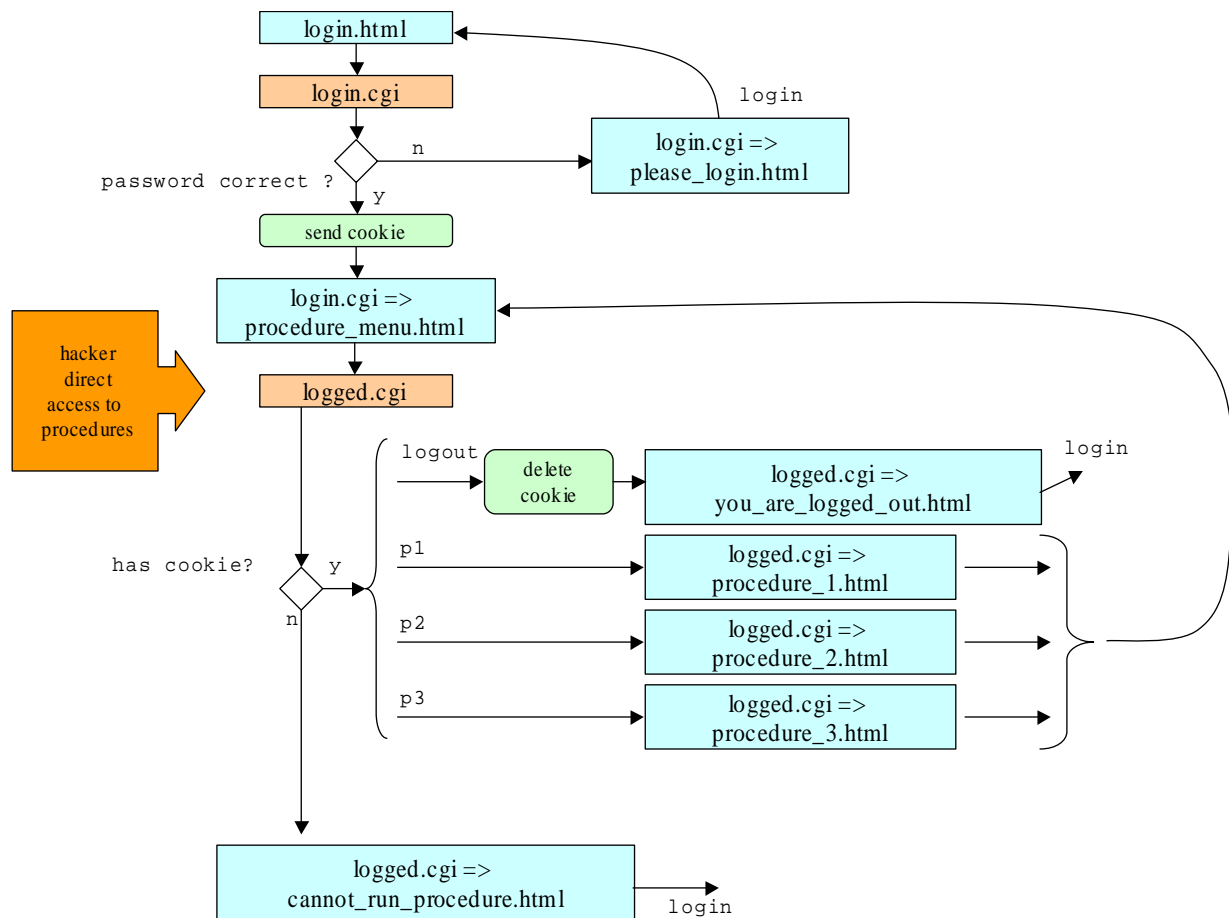 login.html
login.cgi
login
login.cgi =>
please_login.html
n
password correct ?
y
send cookie
login.cgi =>
procedure_menu.html
hacker
direct
access to
procedures
logged.cgi
logout
delete
cookie
logged.cgi =>
you_are_logged_out.html
login
has cookie?
y
n
p1
logged.cgi =>
procedure_1.html
p2
logged.cgi =>
procedure_2.html
p3
logged.cgi =>
procedure_3.html
logged.cgi =>
cannot_run_procedure.html
login